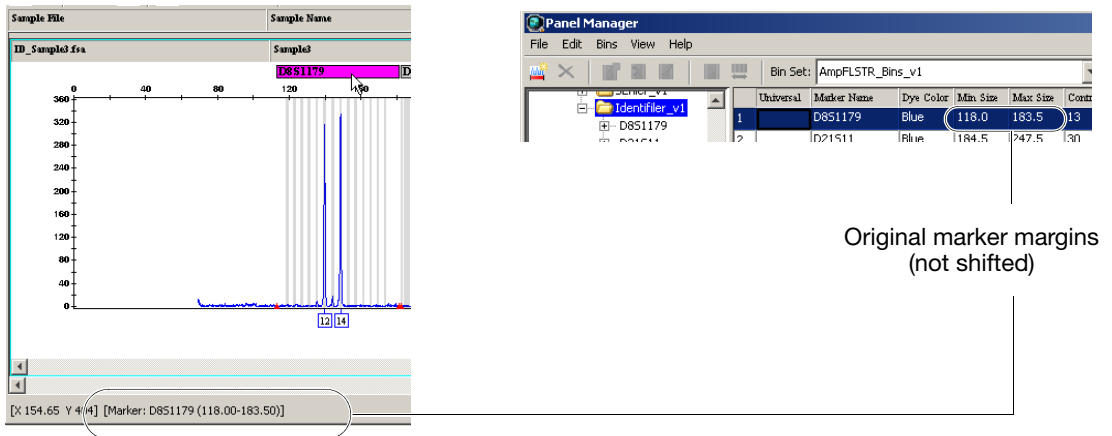 Sample File Sample Name
ID_Sample3.fsa Sample3
D8S1179 D
0 40 80 120
360
320
280
240
200
160
120
80
40
0
12 14
[X 154.65 Y 4 4] [Marker: D8S1179 (118.00-183.50)]
Panel Manager
File Edit Bins View Help
Bin Set: AmpFLSTR_Bins_v1
Universal Marker Name Dye Color Min Size Max Size Contr
Identifiler_v1
D8S1179
1 D8S1179 Blue 118.0 183.5 13
2 D21S11 Blue 184.5 247.5 30
D21S11
Original marker margins
(not shifted)